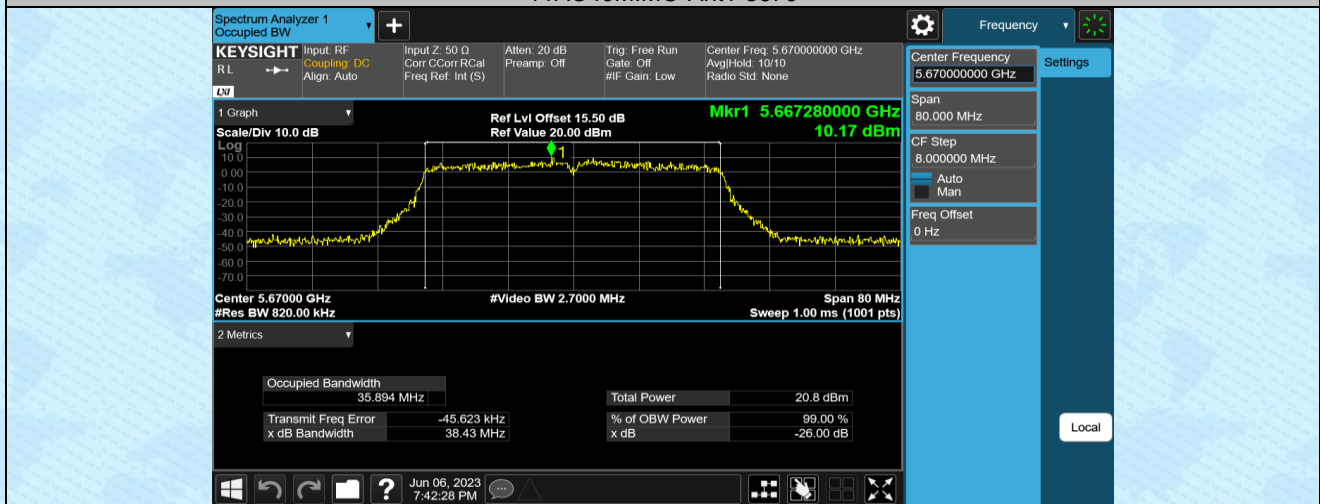 Spectrum Analyzer 1
Occupied BW
+
Frequency
KEYSIGHT
R L
LXI
Input: RF
Coupling: DC
Align: Auto
Input Z: 50 Ω
Corr CCorr RCal
Freq Ref: Int (S)
Atten: 20 dB
Preamp: Off
Trig: Free Run
Gate: Off
#IF Gain: Low
Center Freq: 5.670000000 GHz
Avg|Hold: 10/10
Radio Std: None
Center Frequency
5.670000000 GHz
Settings
Span
80.000 MHz
CF Step
8.000000 MHz
Auto
Man
Freq Offset
0 Hz
1 Graph
Scale/Div 10.0 dB
Ref Lvl Offset 15.50 dB
Ref Value 20.00 dBm
Mkr1 5.667280000 GHz
10.17 dBm
Log
10.0
0.00
-10.0
-20.0
-30.0
-40.0
-50.0
-60.0
-70.0
1
Center 5.67000 GHz
#Res BW 820.00 kHz
#Video BW 2.7000 MHz
Span 80 MHz
Sweep 1.00 ms (1001 pts)
2 Metrics
Occupied Bandwidth
35.894 MHz
Total Power 20.8 dBm
Transmit Freq Error -45.623 kHz
% of OBW Power 99.00 %
x dB Bandwidth 38.43 MHz
x dB -26.00 dB
Local
?
Jun 06, 2023
7:42:28 PM